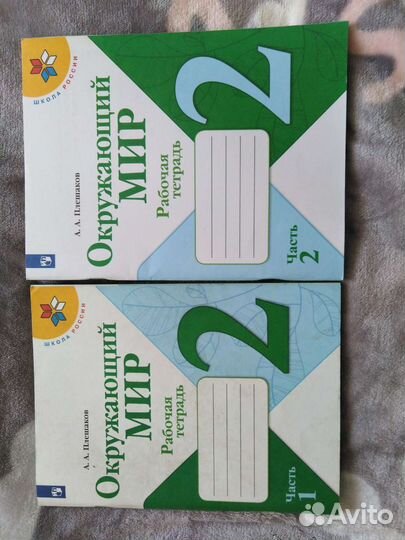 ШКОЛА РОССИИ
А. А. Плешаков
Окружающий
МИР
Рабочая
тетрадь
2
Часть
2
ШКОЛА РОССИИ
А. А. Плешаков
Окружающий
МИР
Рабочая
тетрадь
2
Часть
1
Avito